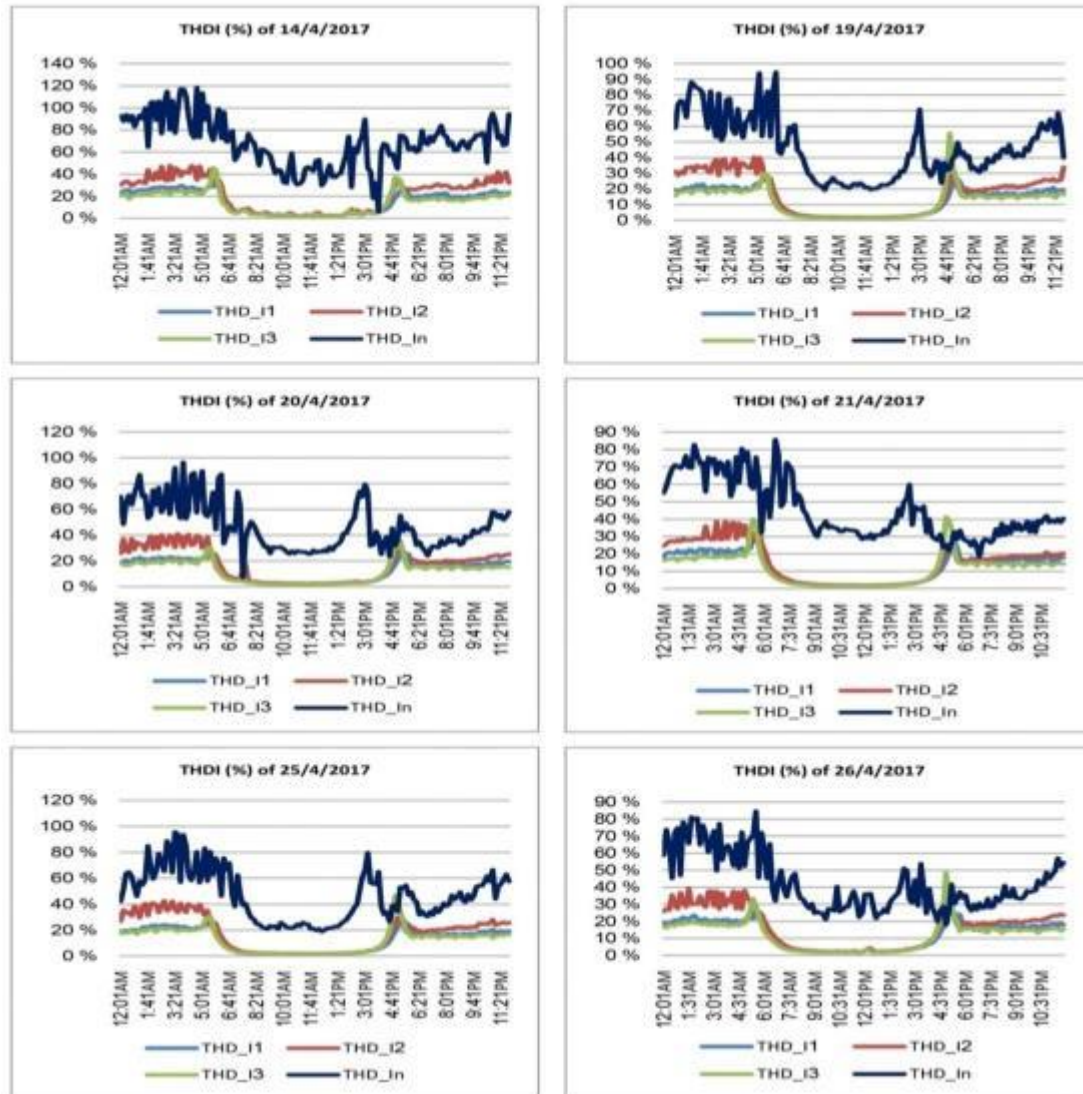 THDI (%) of 14/4/2017
140 %
120 %
100 %
80 %
60 %
40 %
20 %
0 %
12:01AM
1:41AM
3:21AM
5:01AM
6:41AM
8:21AM
10:01AM
11:41AM
1:21PM
3:01PM
4:41PM
6:21PM
8:01PM
9:41PM
11:21PM
THD_I1 THD_I2
THD_I3 THD_In
THDI (%) of 19/4/2017
100 %
90 %
80 %
70 %
60 %
50 %
40 %
30 %
20 %
10 %
0 %
12:01AM
1:41AM
3:21AM
5:01AM
6:41AM
8:21AM
10:01AM
11:41AM
1:21PM
3:01PM
4:41PM
6:21PM
8:01PM
9:41PM
11:21PM
THD_I1 THD_I2
THD_I3 THD_In
THDI (%) of 20/4/2017
120 %
100 %
80 %
60 %
40 %
20 %
0 %
12:01AM
1:41AM
3:21AM
5:01AM
6:41AM
8:21AM
10:01AM
11:41AM
1:21PM
3:01PM
4:41PM
6:21PM
8:01PM
9:41PM
11:21PM
THD_I1 THD_I2
THD_I3 THD_In
THDI (%) of 21/4/2017
90 %
80 %
70 %
60 %
50 %
40 %
30 %
20 %
10 %
0 %
12:01AM
1:31AM
3:01AM
4:31AM
6:01AM
7:31AM
9:01AM
10:31AM
12:01PM
1:31PM
3:01PM
4:31PM
6:01PM
7:31PM
9:01PM
10:31PM
THD_I1 THD_I2
THD_I3 THD_In
THDI (%) of 25/4/2017
120 %
100 %
80 %
60 %
40 %
20 %
0 %
12:01AM
1:41AM
3:21AM
5:01AM
6:41AM
8:21AM
10:01AM
11:41AM
1:21PM
3:01PM
4:41PM
6:21PM
8:01PM
9:41PM
11:21PM
THD_I1 THD_I2
THD_I3 THD_In
THDI (%) of 26/4/2017
90 %
80 %
70 %
60 %
50 %
40 %
30 %
20 %
10 %
0 %
12:01AM
1:31AM
3:01AM
4:31AM
6:01AM
7:31AM
9:01AM
10:31AM
12:01PM
1:31PM
3:01PM
4:31PM
6:01PM
7:31PM
9:01PM
10:31PM
THD_I1 THD_I2
THD_I3 THD_In